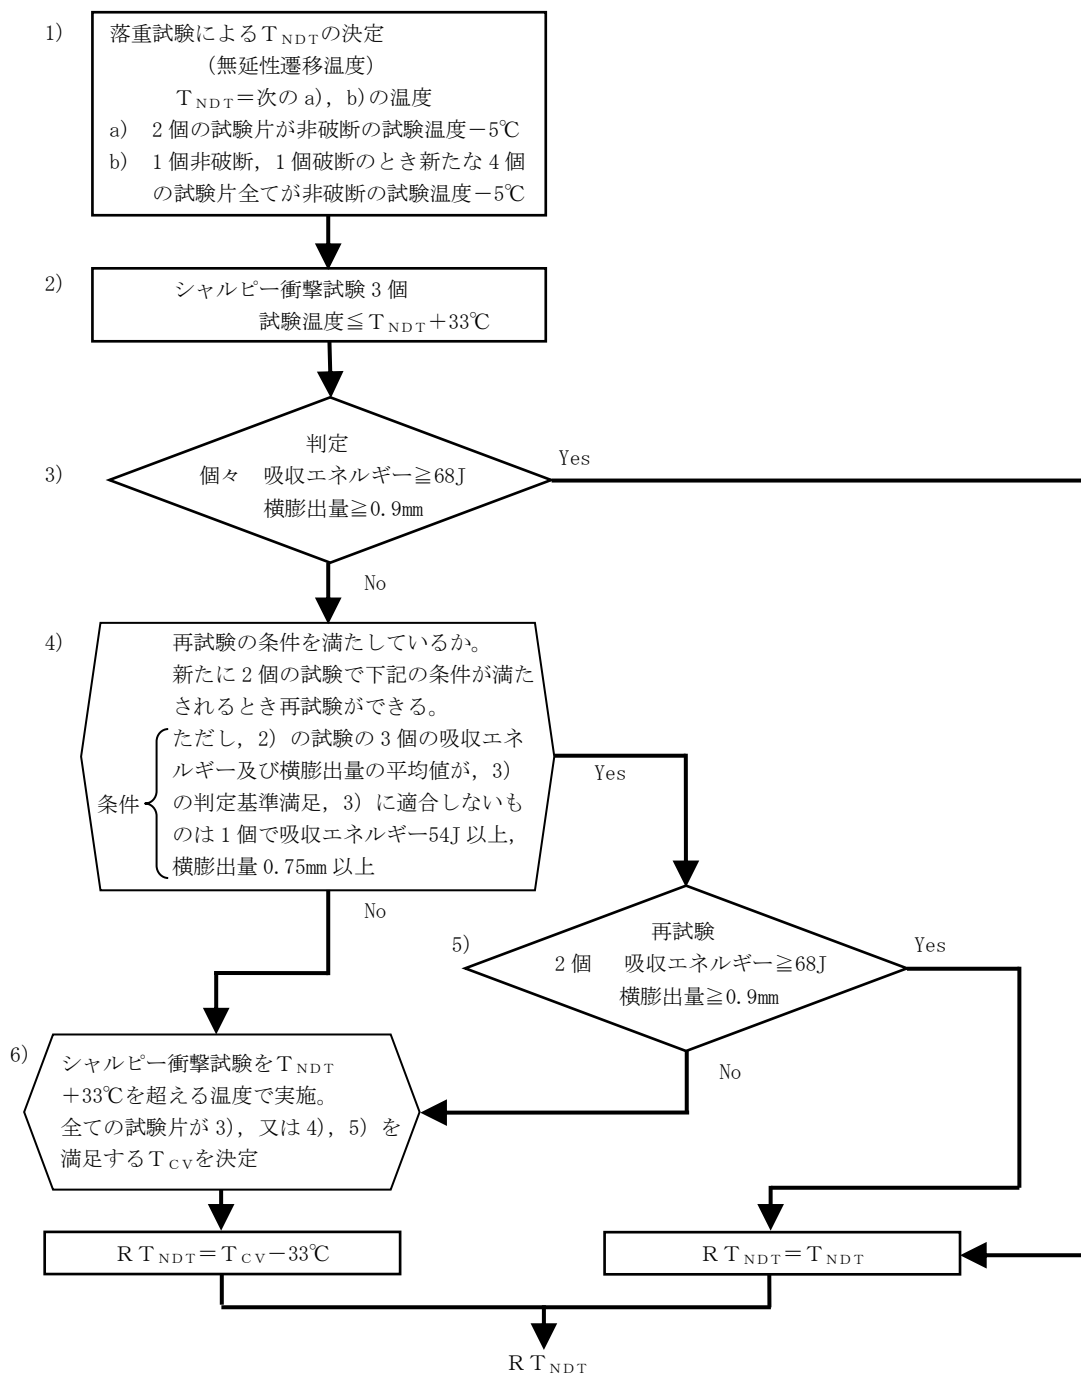 1)
落重試験によるTNDTの決定
(無延性遷移温度)
TNDT=次の a), b)の温度
a) 2 個の試験片が非破断の試験温度-5℃
b) 1 個非破断, 1 個破断のとき新たな 4 個
の試験片全てが非破断の試験温度-5℃
2)
シャルピー衝撃試験 3 個
試験温度≦TNDT+33℃
3)
判定
個々 吸収エネルギー≧68J
横膨出量≧0.9mm
Yes
No
4)
再試験の条件を満たしているか。
新たに 2 個の試験で下記の条件が満た
されるとき再試験ができる。
条件
ただし, 2) の試験の 3 個の吸収エネ
ルギー及び横膨出量の平均値が, 3)
の判定基準満足, 3) に適合しないも
のは 1 個で吸収エネルギー54J 以上,
横膨出量 0.75mm 以上
Yes
No
5)
再試験
2 個 吸収エネルギー≧68J
横膨出量≧0.9mm
Yes
No
6)
シャルピー衝撃試験をTNDT
+33℃を超える温度で実施。
全ての試験片が 3), 又は 4), 5) を
満足するTCVを決定
RTNDT=TCV-33℃
RTNDT=TNDT
RTNDT